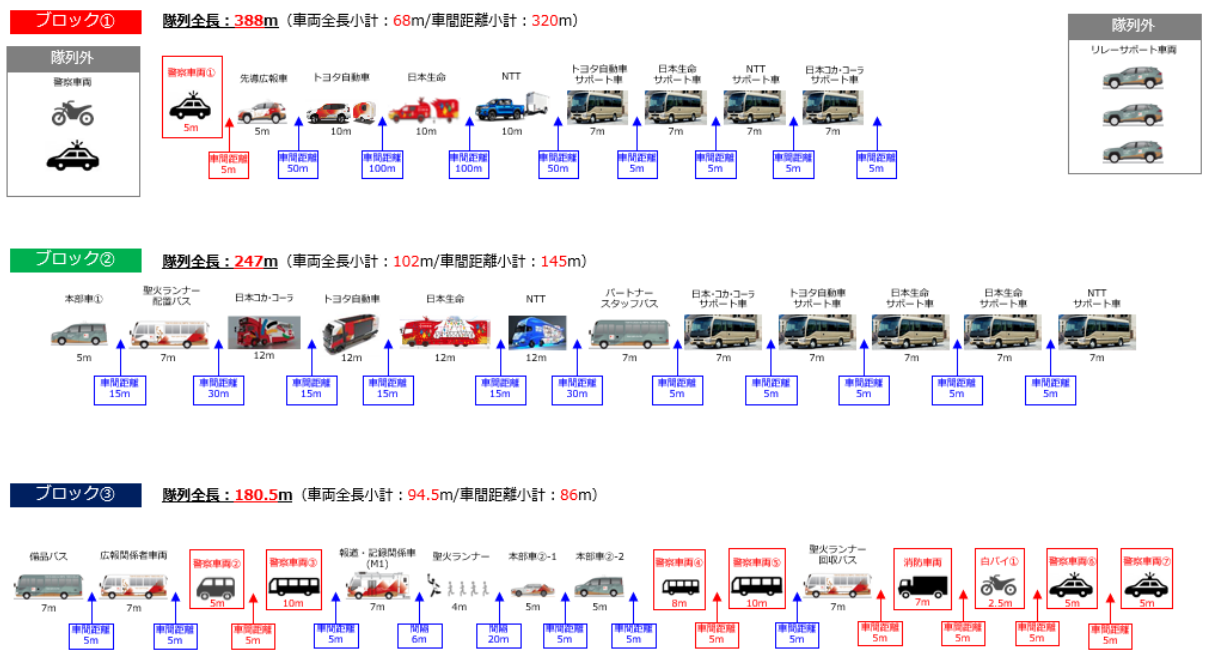 ブロック①
隊列全長：388m（車両全長小計：68m/車間距離小計：320m）
隊列外
警察車両
隊列外
リレーサポート車両
警察車両①
先導広報車
トヨタ自動車
日本生命
NTT
トヨタ自動車
サポート車
日本生命
サポート車
NTT
サポート車
日本コカ･コーラ
サポート車
5m
5m
10m
10m
10m
7m
7m
7m
7m
車間距離
5m
車間距離
50m
車間距離
100m
車間距離
100m
車間距離
50m
車間距離
5m
車間距離
5m
車間距離
5m
車間距離
5m
ブロック②
隊列全長：247m（車両全長小計：102m/車間距離小計：145m）
本部車①
聖火ランナー
配置バス
日本コカ･コーラ
トヨタ自動車
日本生命
NTT
パートナー
スタッフバス
日本･コカ･コーラ
サポート車
トヨタ自動車
サポート車
日本生命
サポート車
日本生命
サポート車
NTT
サポート車
5m
7m
12m
12m
12m
12m
7m
7m
7m
7m
7m
7m
車間距離
15m
車間距離
30m
車間距離
15m
車間距離
15m
車間距離
15m
車間距離
30m
車間距離
5m
車間距離
5m
車間距離
5m
車間距離
5m
車間距離
5m
ブロック③
隊列全長：180.5m（車両全長小計：94.5m/車間距離小計：86m）
備品バス
広報関係者車両
警察車両②
警察車両③
報道・記録関係車
(M1)
聖火ランナー
本部車②-1
本部車②-2
警察車両④
警察車両⑤
聖火ランナー
回収バス
消防車両
白バイ①
警察車両⑥
警察車両⑦
7m
7m
5m
10m
7m
4m
5m
5m
8m
10m
7m
7m
2.5m
5m
5m
車間距離
5m
車間距離
5m
車間距離
5m
車間距離
5m
間隔
6m
間隔
20m
車間距離
5m
車間距離
5m
車間距離
5m
車間距離
5m
車間距離
5m
車間距離
5m
車間距離
5m
車間距離
5m